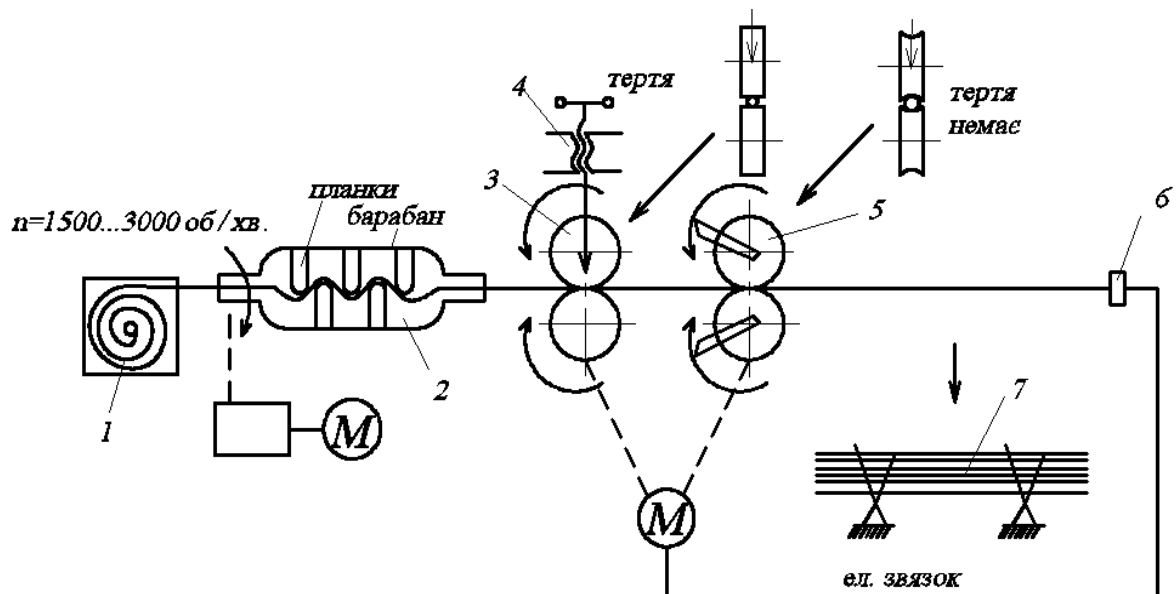 4
тертя
тертя
немає
3
5
6
планки
барабан
n=1500...3000 об/хв.
1
2
М
М
7
ел. звязок